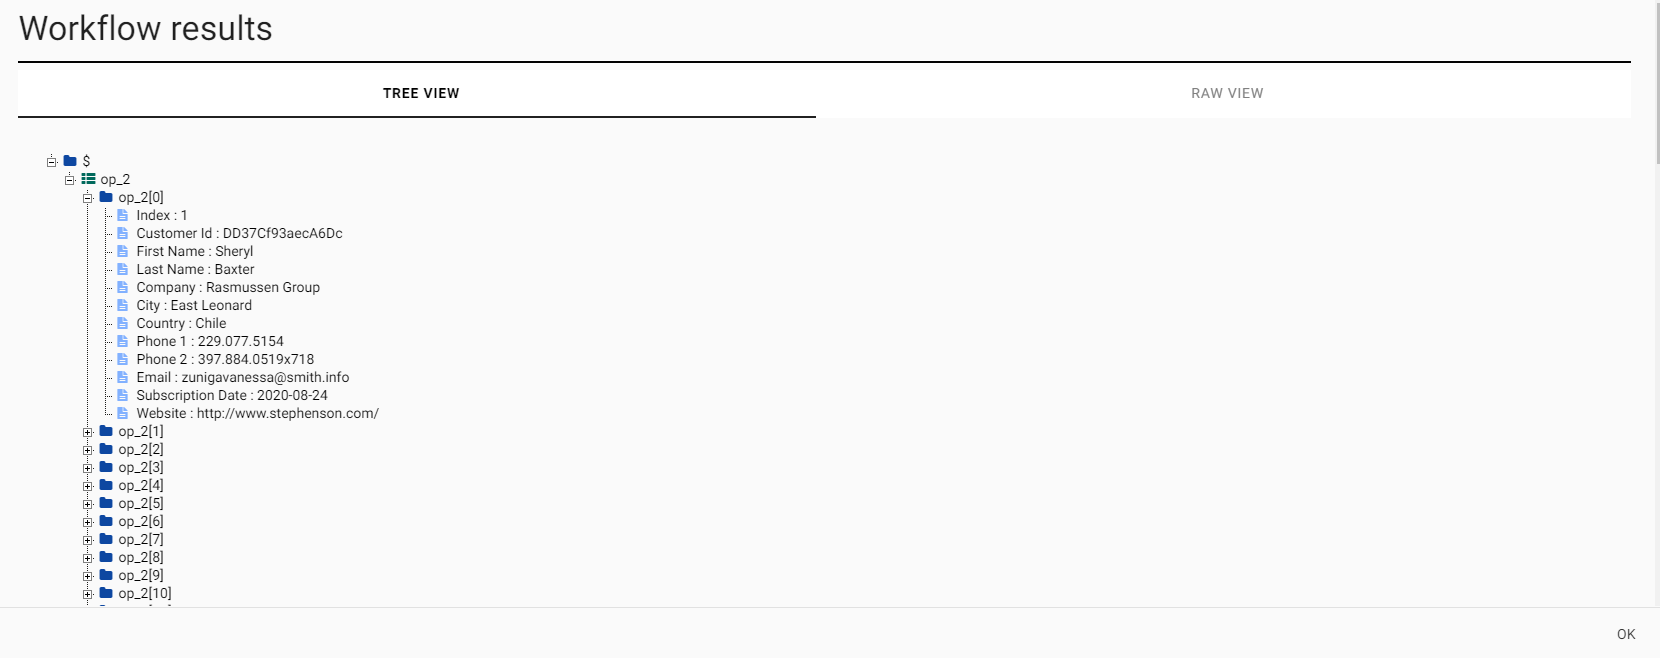 Workflow results
TREE VIEW
RAW VIEW
$
op_2
op_2[0]
Index : 1
Customer Id : DD37Cf93aecA6Dc
First Name : Sheryl
Last Name : Baxter
Company : Rasmussen Group
City : East Leonard
Country : Chile
Phone 1 : 229.077.5154
Phone 2 : 397.884.0519x718
Email : zunigavanessa@smith.info
Subscription Date : 2020-08-24
Website : http://www.stephenson.com/
op_2[1]
op_2[2]
op_2[3]
op_2[4]
op_2[5]
op_2[6]
op_2[7]
op_2[8]
op_2[9]
op_2[10]
OK